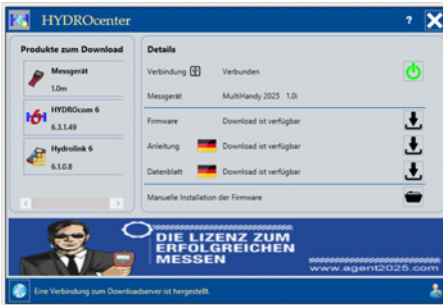 HYDROcenter
?
Produkte zum Download
Messgerät
1.0m
HYDROcom 6
6.3.1.49
Hydrolink 6
6.1.0.8
Details
Verbindung Verbunden
Messgerät MultiHandy 2025 1.0i
Firmware Download ist verfügbar
Anleitung Download ist verfügbar
Datenblatt Download ist verfügbar
Manuelle Installation der Firmware
DIE LIZENZ ZUM
ERFOLGREICHEN
MESSEN
www.agent2025.com
Eine Verbindung zum Downloadserver ist hergestellt.